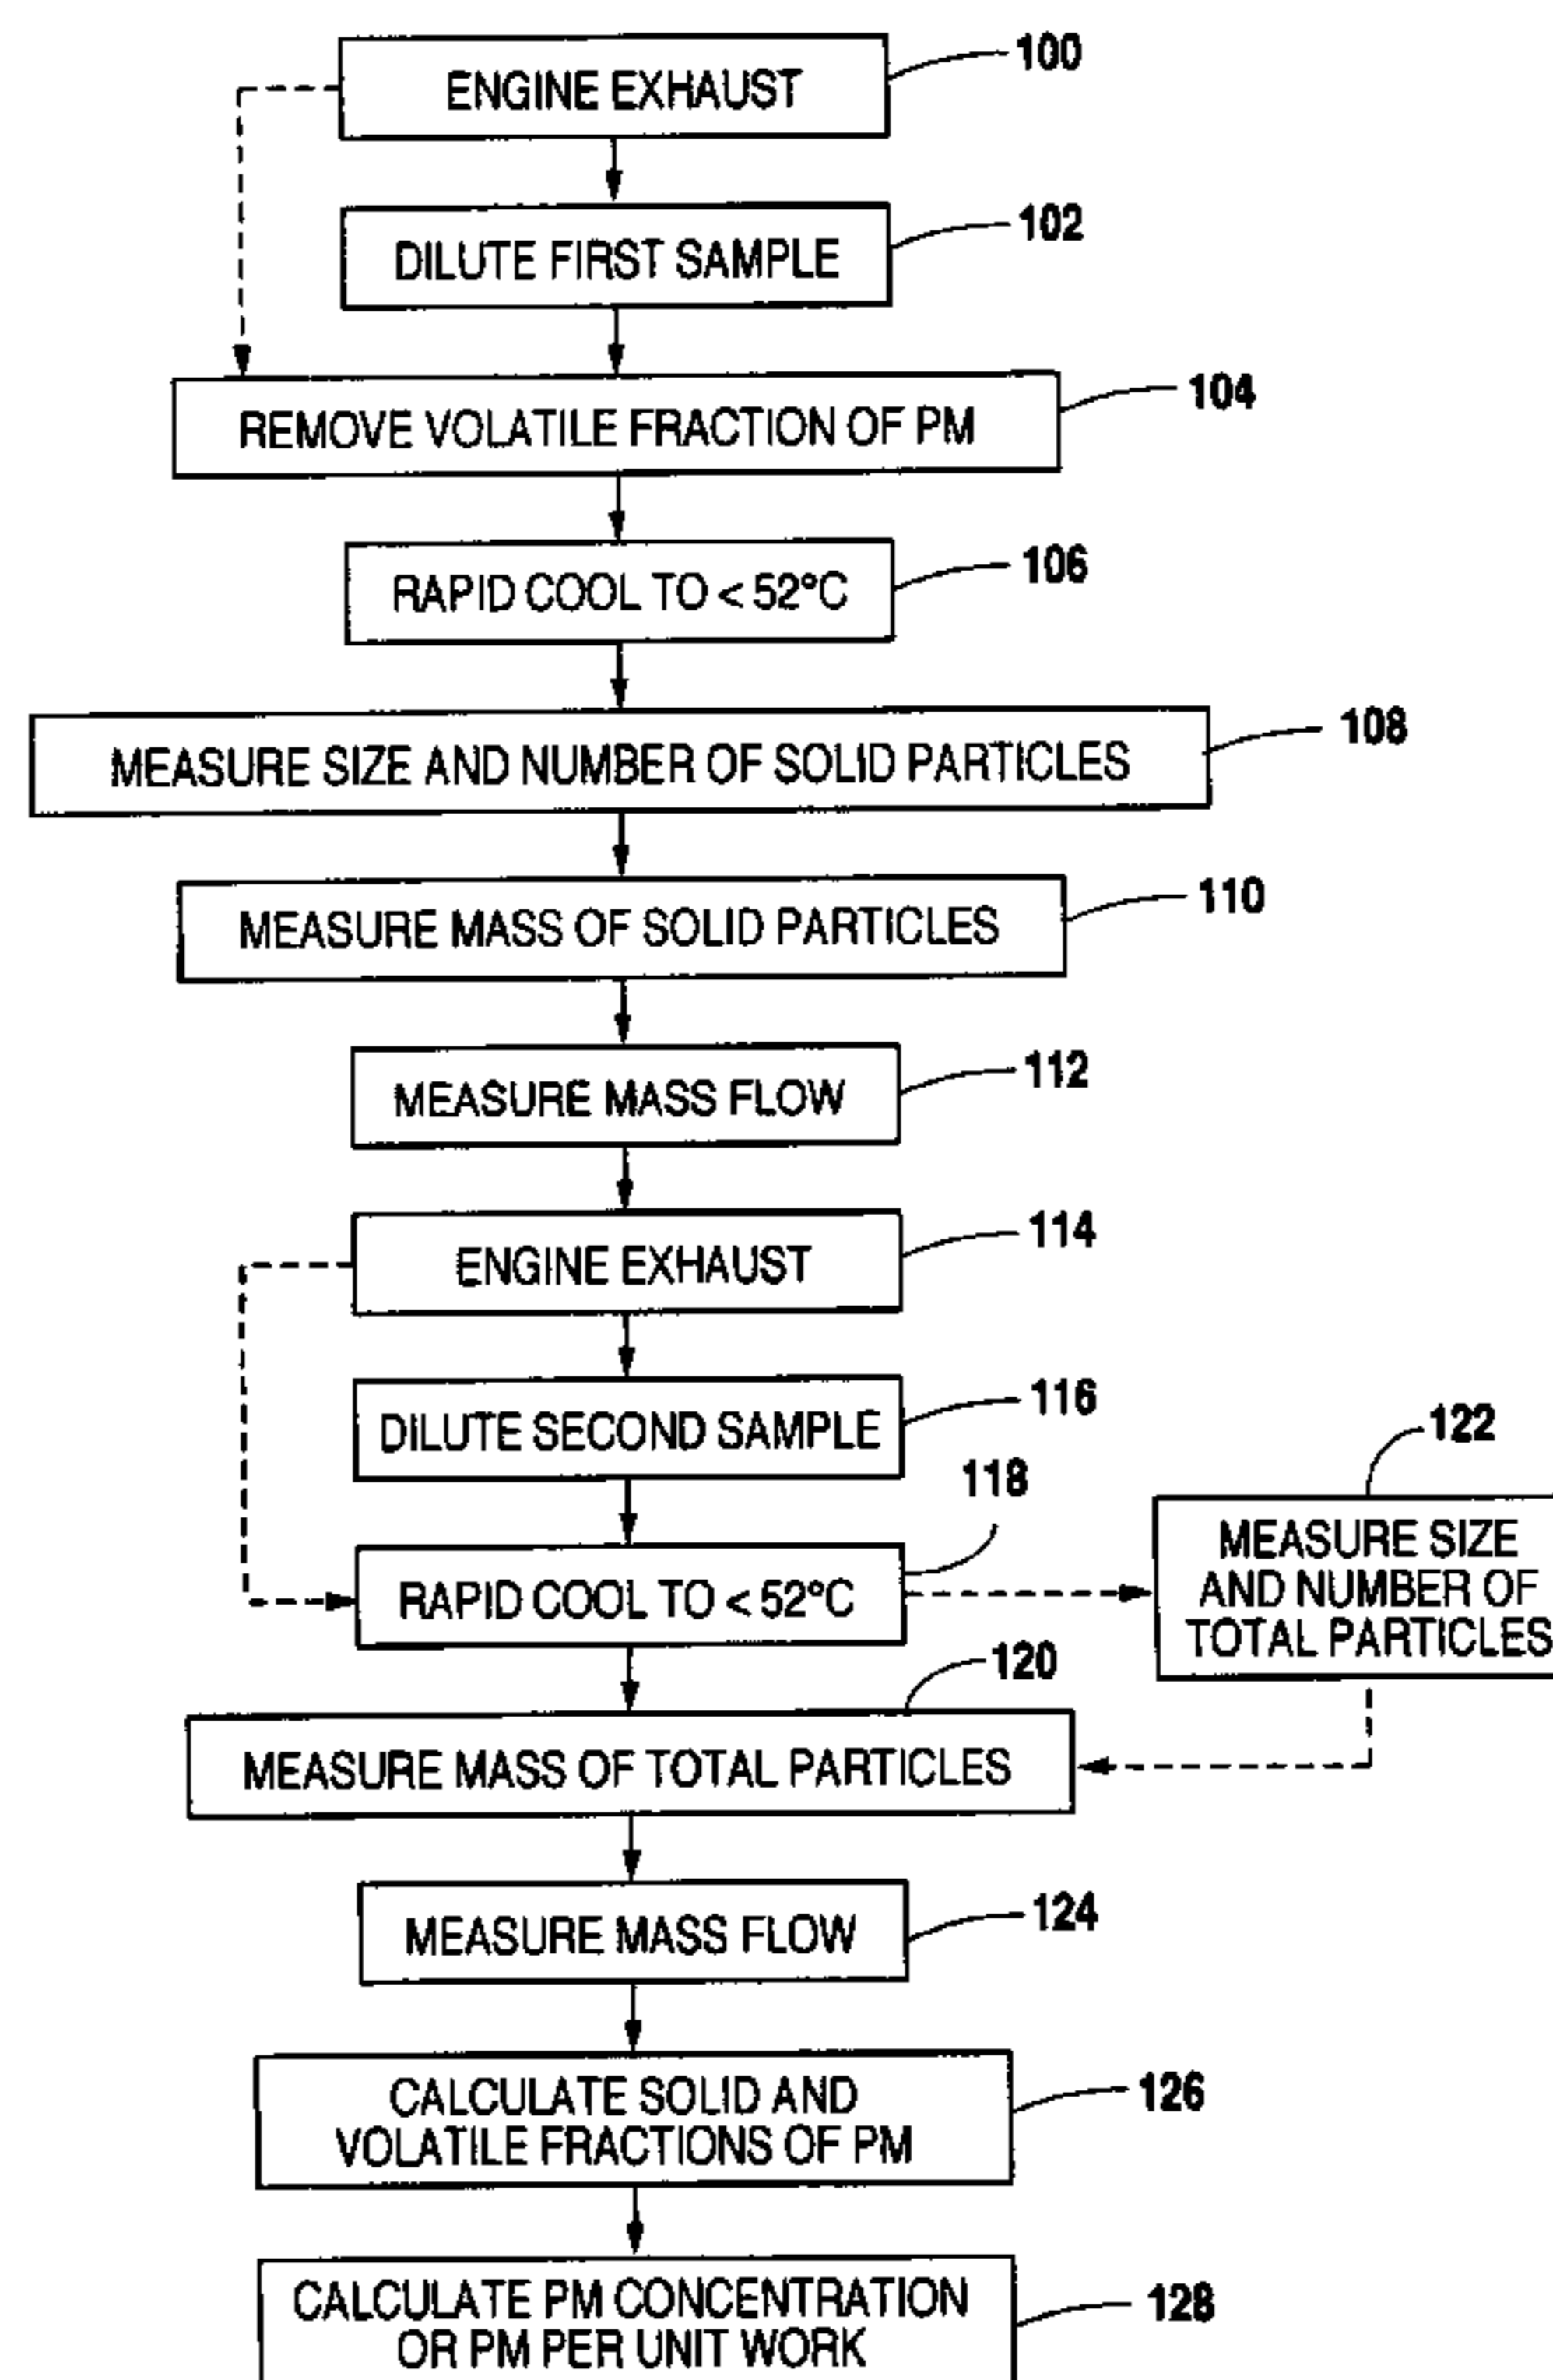 ENGINE EXHAUST
100
DILUTE FIRST SAMPLE
102
REMOVE VOLATILE FRACTION OF PM
104
RAPID COOL TO < 52°C
106
MEASURE SIZE AND NUMBER OF SOLID PARTICLES
108
MEASURE MASS OF SOLID PARTICLES
110
MEASURE MASS FLOW
112
ENGINE EXHAUST
114
DILUTE SECOND SAMPLE
116
RAPID COOL TO < 52°C
118
MEASURE SIZE
AND NUMBER OF
TOTAL PARTICLES
122
MEASURE MASS OF TOTAL PARTICLES
120
MEASURE MASS FLOW
124
CALCULATE SOLID AND
VOLATILE FRACTIONS OF PM
126
CALCULATE PM CONCENTRATION
OR PM PER UNIT WORK
128